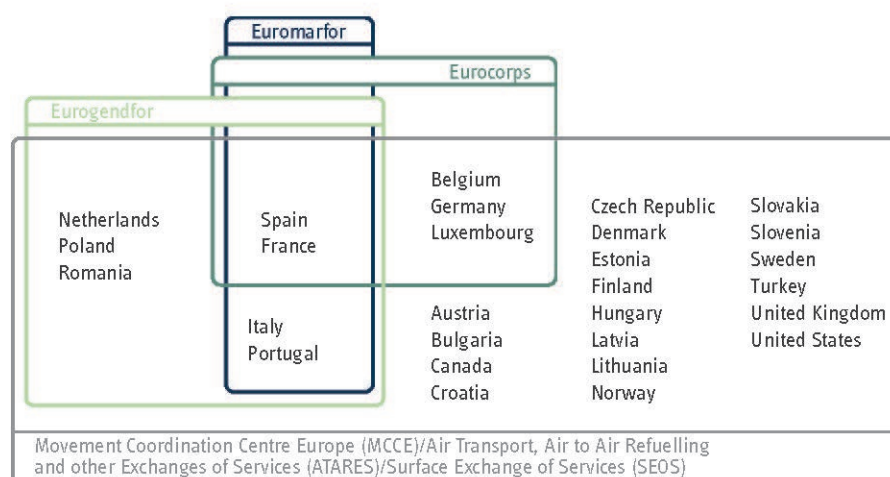 Euromarfor
Eurocorps
Eurogendfor
Netherlands
Poland
Romania
Spain
France
Italy
Portugal
Belgium
Germany
Luxembourg
Austria
Bulgaria
Canada
Croatia
Czech Republic
Denmark
Estonia
Finland
Hungary
Latvia
Lithuania
Norway
Slovakia
Slovenia
Sweden
Turkey
United Kingdom
United States
Movement Coordination Centre Europe (MCCE)/Air Transport, Air to Air Refuelling
and other Exchanges of Services (ATARES)/Surface Exchange of Services (SEOS)